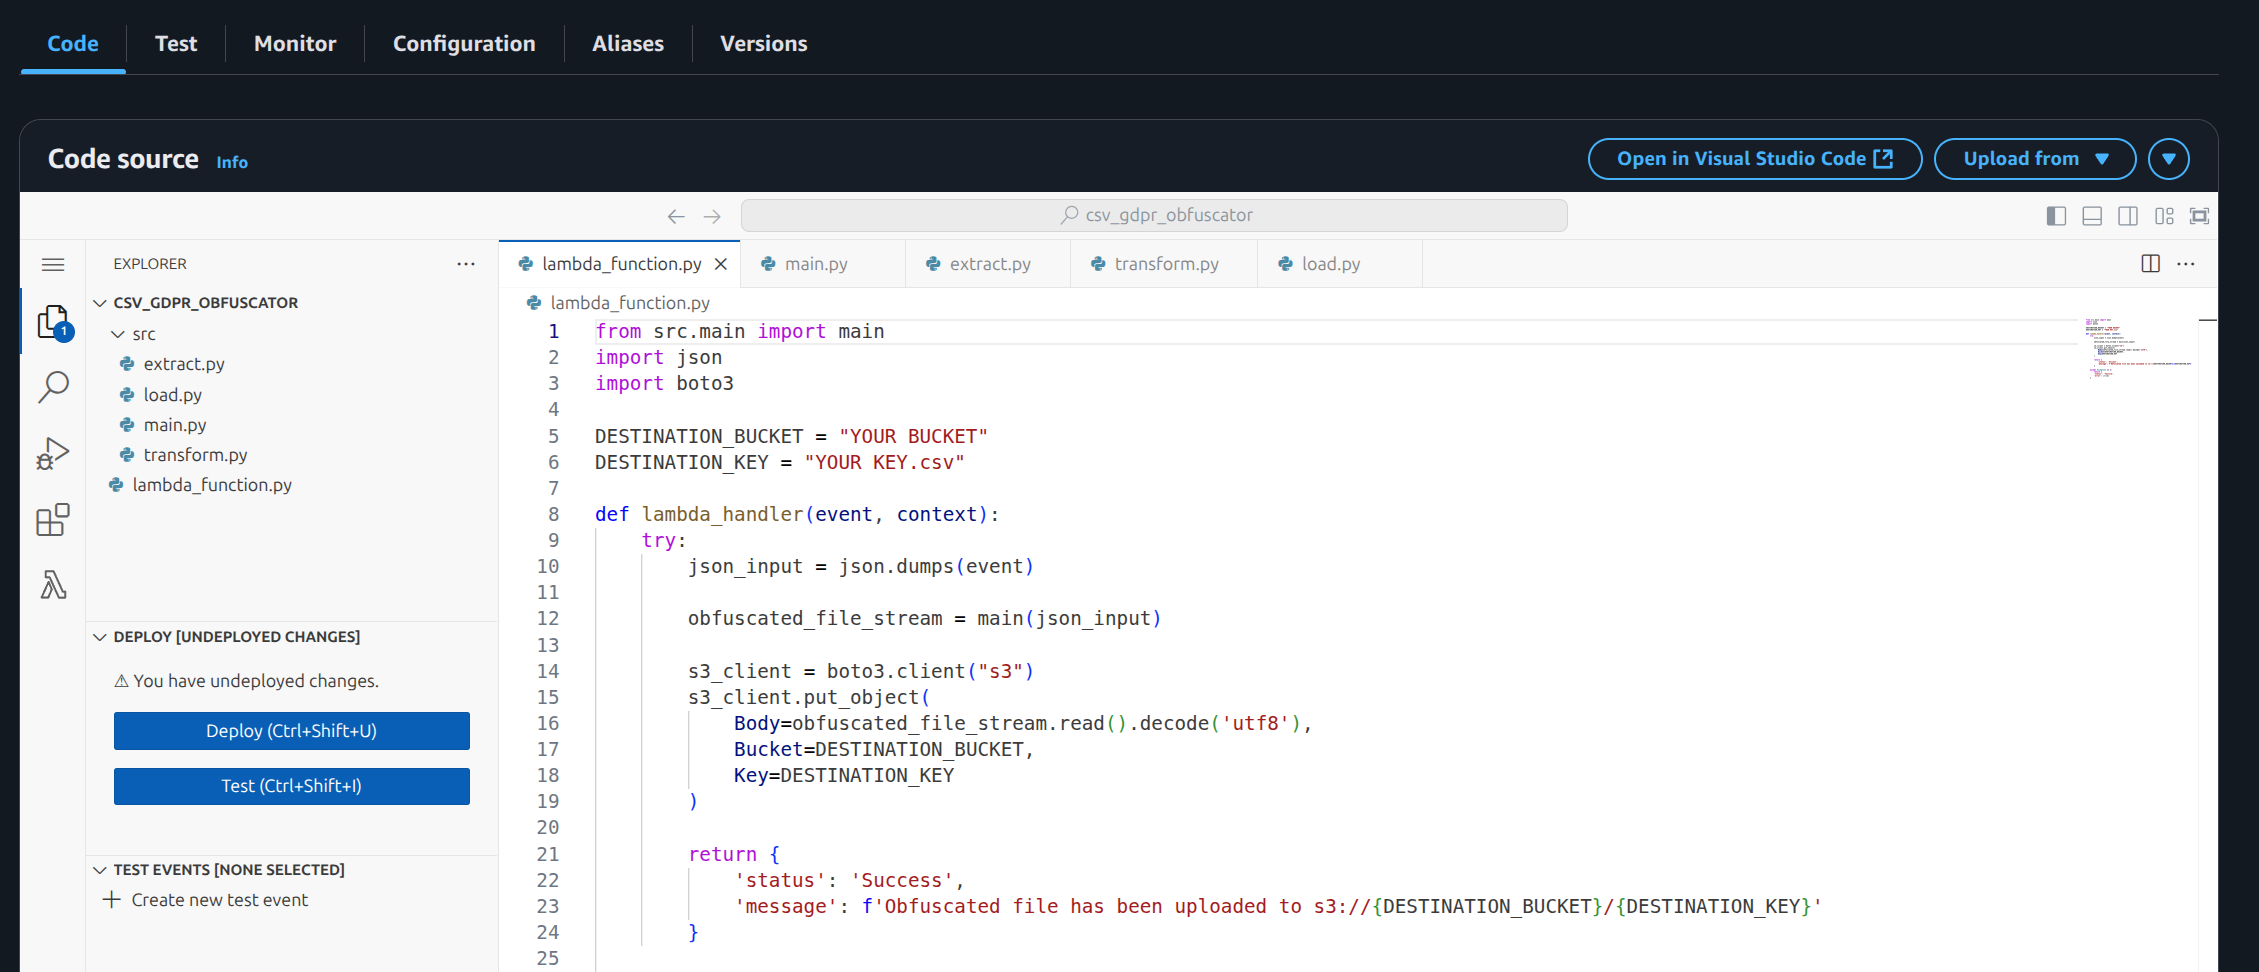 Code Test Monitor Configuration Aliases Versions
Code source Info
Open in Visual Studio Code Upload from
csv_gdpr_obfuscator
EXPLORER
CSV_GDPR_OBFUSCATOR
src
extract.py
load.py
main.py
transform.py
lambda_function.py
1
DEPLOY [UNDEPLOYED CHANGES]
⚠ You have undeployed changes.
Deploy (Ctrl+Shift+U)
Test (Ctrl+Shift+I)
TEST EVENTS [NONE SELECTED]
Create new test event
lambda_function.py main.py extract.py transform.py load.py
lambda_function.py
1 from src.main import main
2 import json
3 import boto3
4
5 DESTINATION_BUCKET = "YOUR BUCKET"
6 DESTINATION_KEY = "YOUR KEY.csv"
7
8 def lambda_handler(event, context):
9 try:
10 json_input = json.dumps(event)
11
12 obfuscated_file_stream = main(json_input)
13
14 s3_client = boto3.client("s3")
15 s3_client.put_object(
16 Body=obfuscated_file_stream.read().decode('utf8'),
17 Bucket=DESTINATION_BUCKET,
18 Key=DESTINATION_KEY
19 )
20
21 return {
22 'status': 'Success',
23 'message': f'Obfuscated file has been uploaded to s3://{DESTINATION_BUCKET}/{DESTINATION_KEY}'
24 }
25